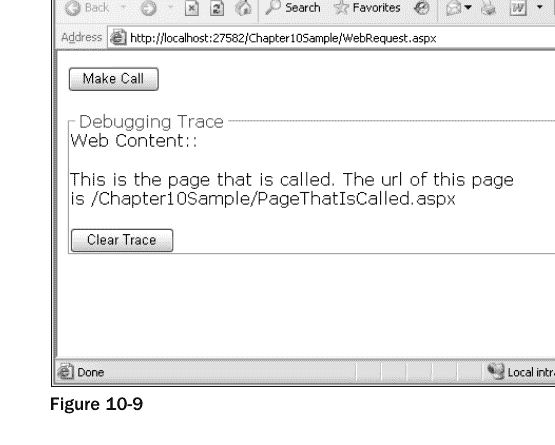 Back Search Favorites
Address http://localhost:27582/Chapter10Sample/WebRequest.aspx
Make Call
Debugging Trace
Web Content::
This is the page that is called. The url of this page
is /Chapter10Sample/PageThatIsCalled.aspx
Clear Trace
Done Local intr
Figure 10-9